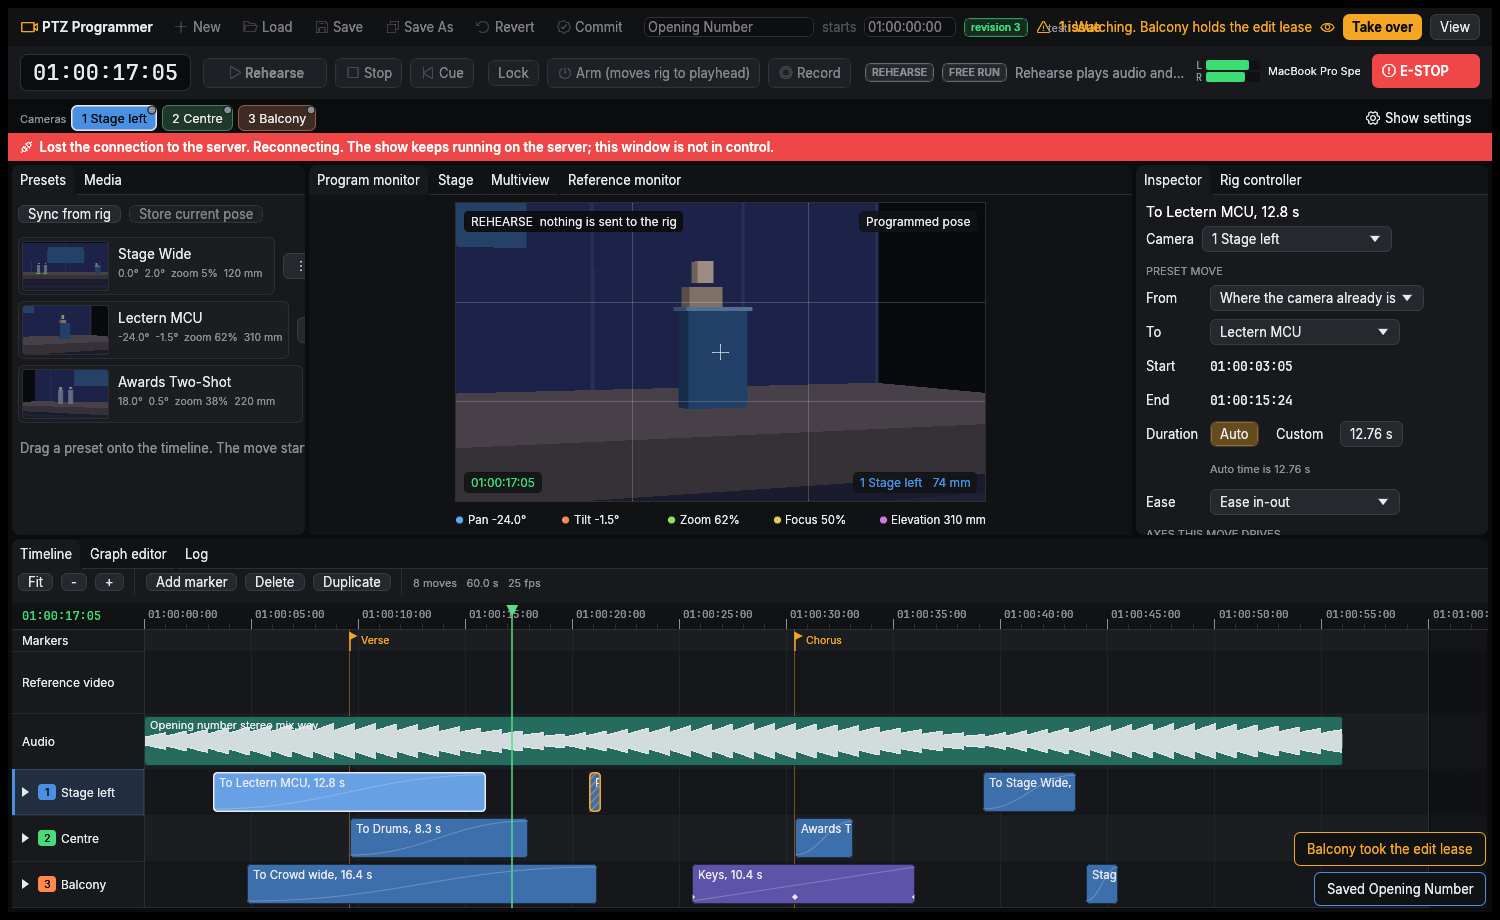 PTZ Programmer New Load Save Save As Revert Commit Opening Number starts 01:00:00:00 revision 3 1 issue Watching. Balcony holds the edit lease Take over View
01:00:17:05 Rehearse Stop Cue Lock Arm (moves rig to playhead) Record REHEARSE FREE RUN Rehearse plays audio and... L R MacBook Pro Spe E-STOP
Cameras 1 Stage left 2 Centre 3 Balcony Show settings
Lost the connection to the server. Reconnecting. The show keeps running on the server; this window is not in control.
Presets Media
Sync from rig Store current pose
Stage Wide
0.0° 2.0° zoom 5% 120 mm
Lectern MCU
-24.0° -1.5° zoom 62% 310 mm
Awards Two-Shot
18.0° 0.5° zoom 38% 220 mm
Drag a preset onto the timeline. The move star
Program monitor Stage Multiview Reference monitor
REHEARSE nothing is sent to the rig Programmed pose
01:00:17:05 1 Stage left 74 mm
Pan -24.0° Tilt -1.5° Zoom 62% Focus 50% Elevation 310 mm
Inspector Rig controller
To Lectern MCU, 12.8 s
Camera 1 Stage left
PRESET MOVE
From Where the camera already is
To Lectern MCU
Start 01:00:03:05
End 01:00:15:24
Duration Auto Custom 12.76 s
Auto time is 12.76 s
Ease Ease in-out
AXES THIS MOVE DRIVES
Timeline Graph editor Log
Fit - + Add marker Delete Duplicate 8 moves 60.0 s 25 fps
01:00:17:05 01:00:00:00 01:00:05:00 01:00:10:00 01:00:15:00 01:00:20:00 01:00:25:00 01:00:30:00 01:00:35:00 01:00:40:00 01:00:45:00 01:00:50:00 01:00:55:00 01:01:00:
Markers Verse Chorus
Reference video
Opening number stereo mix.wav
Audio
To Lectern MCU, 12.8 s To Stage Wide,
1 Stage left
To Drums, 8.3 s Awards T
2 Centre
To Crowd wide, 16.4 s Keys, 10.4 s Stag
3 Balcony
Balcony took the edit lease
Saved Opening Number